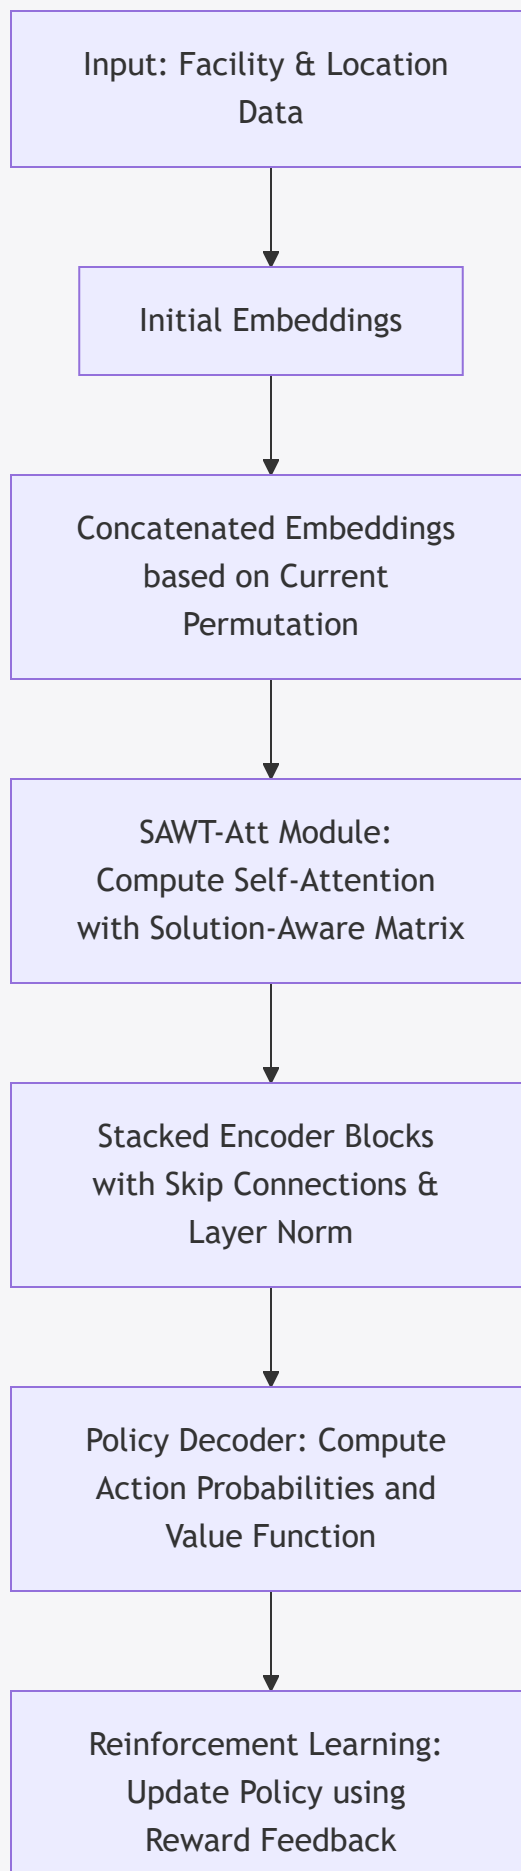 Input: Facility & Location
Data
Initial Embeddings
Concatenated Embeddings
based on Current
Permutation
SAWT-Att Module:
Compute Self-Attention
with Solution-Aware Matrix
Stacked Encoder Blocks
with Skip Connections &
Layer Norm
Policy Decoder: Compute
Action Probabilities and
Value Function
Reinforcement Learning:
Update Policy using
Reward Feedback